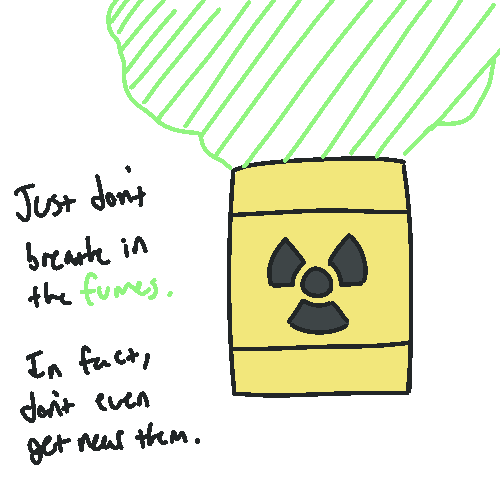 Just don't
breathe in
the fumes.
In fact,
don't even
get near them.